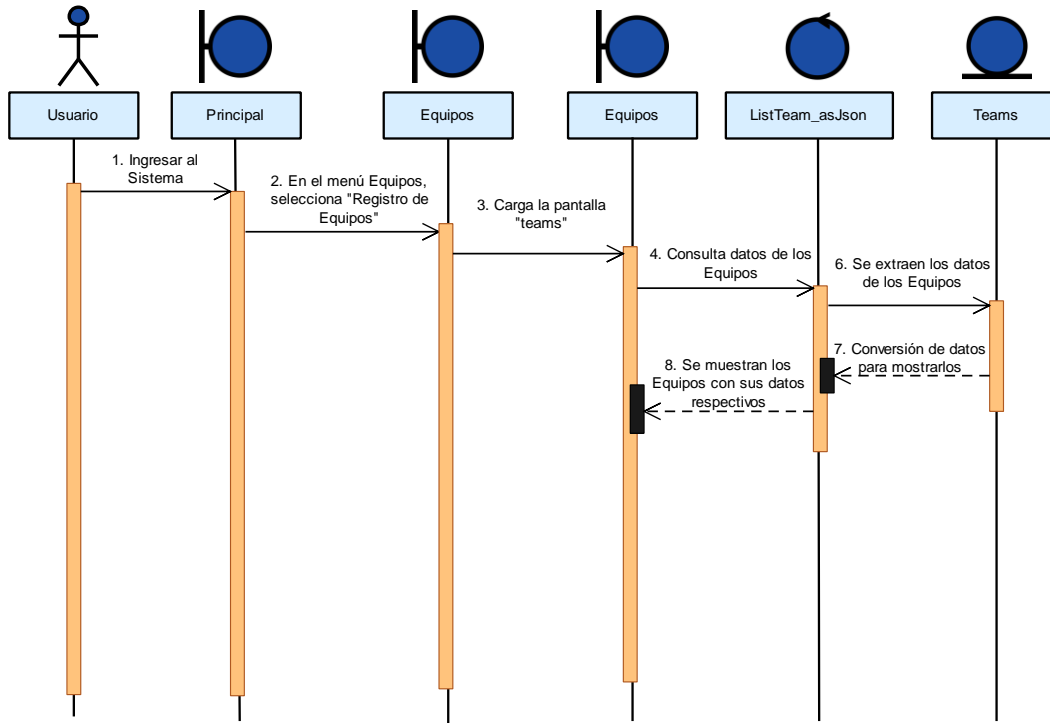 Usuario
Principal
Equipos
Equipos
ListTeam_asJson
Teams
1. Ingresar al
Sistema
2. En el menú Equipos,
selecciona "Registro de
Equipos"
3. Carga la pantalla
"teams"
4. Consulta datos de los
Equipos
6. Se extraen los datos
de los Equipos
7. Conversión de datos
para mostrarlos
8. Se muestran los
Equipos con sus datos
respectivos